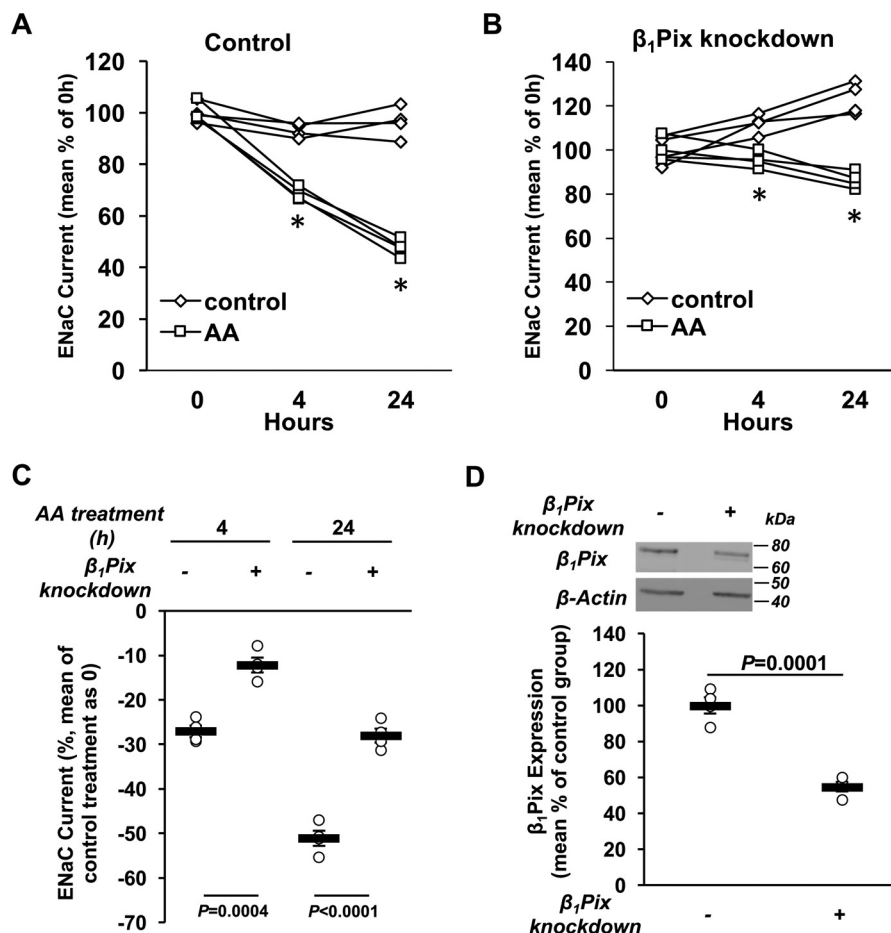 A
Control
ENaC Current (mean % of 0h)
120
100
80
60
40
20
0
*
*
control
AA
0 4 24
Hours
B
β₁Pix knockdown
ENaC Current (mean % of 0h)
140
120
100
80
60
40
20
0
*
*
control
AA
0 4 24
Hours
C
AA treatment
(h)
4 24
β₁Pix
knockdown
- + - +
ENaC Current (%, mean of
control treatment as 0)
0
-10
-20
-30
-40
-50
-60
-70
P=0.0004 P<0.0001
D
β₁Pix
knockdown
- + kDa
β₁Pix
80
60
β-Actin
50
40
β₁Pix Expression
(mean % of control group)
140
120
100
80
60
40
20
0
P=0.0001
β₁Pix
knockdown
- +